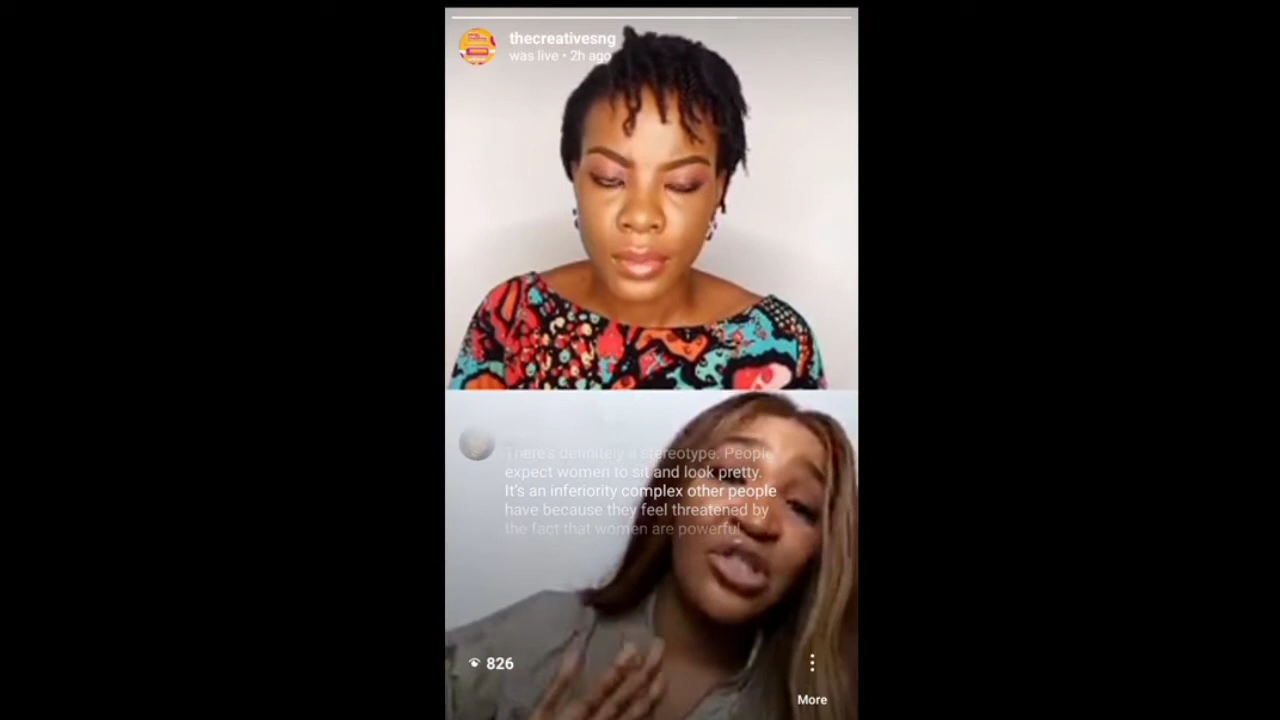 thecreativesng
was live • 2h ago
There's definitely a stereotype. People
expect women to sit and look pretty.
It's an inferiority complex other people
have because they feel threatened by
the fact that women are powerful
826
More